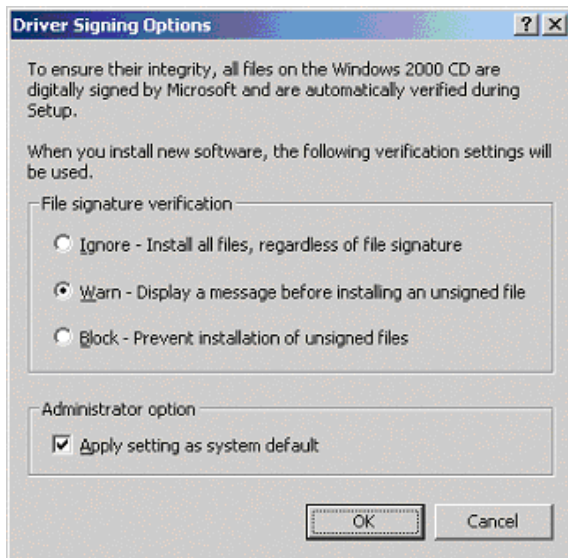 Driver Signing Options
To ensure their integrity, all files on the Windows 2000 CD are
digitally signed by Microsoft and are automatically verified during
Setup.
When you install new software, the following verification settings will
be used.
File signature verification
Ignore - Install all files, regardless of file signature
Warn - Display a message before installing an unsigned file
Block - Prevent installation of unsigned files
Administrator option
Apply setting as system default
OK Cancel